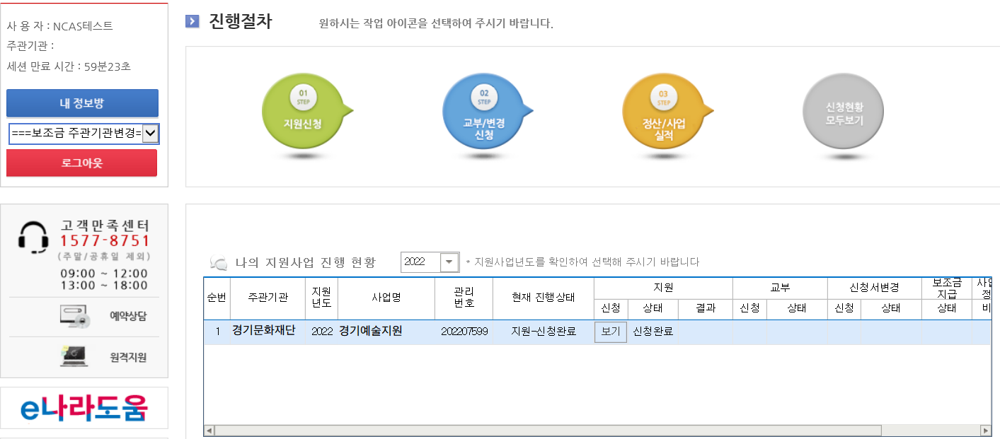 사 용 자 : NCAS테스트
주관기관 :
세션 만료 시간 : 59분23초
내 정보방
===보조금 주관기관변경=
로그아웃
고객만족센터
1577-8751
(주말/공휴일 제외)
09:00 ~ 12:00
13:00 ~ 18:00
예약상담
원격지원
e나라도움
진행절차
원하시는 작업 아이콘을 선택하여 주시기 바랍니다.
01
STEP
지원신청
02
STEP
교부/변경
신청
03
STEP
정산/사업
실적
신청현황
모두보기
나의 지원사업 진행 현황
2022
* 지원사업년도를 확인하여 선택해 주시기 바랍니다
순번 주관기관 지원년도 사업명 관리번호 현재 진행상태 지원 교부 신청서변경 보조금지급
신청 상태 결과 신청 상태 신청 상태 상태
1 경기문화재단 2022 경기예술지원 202207599 지원-신청완료 보기 신청완료